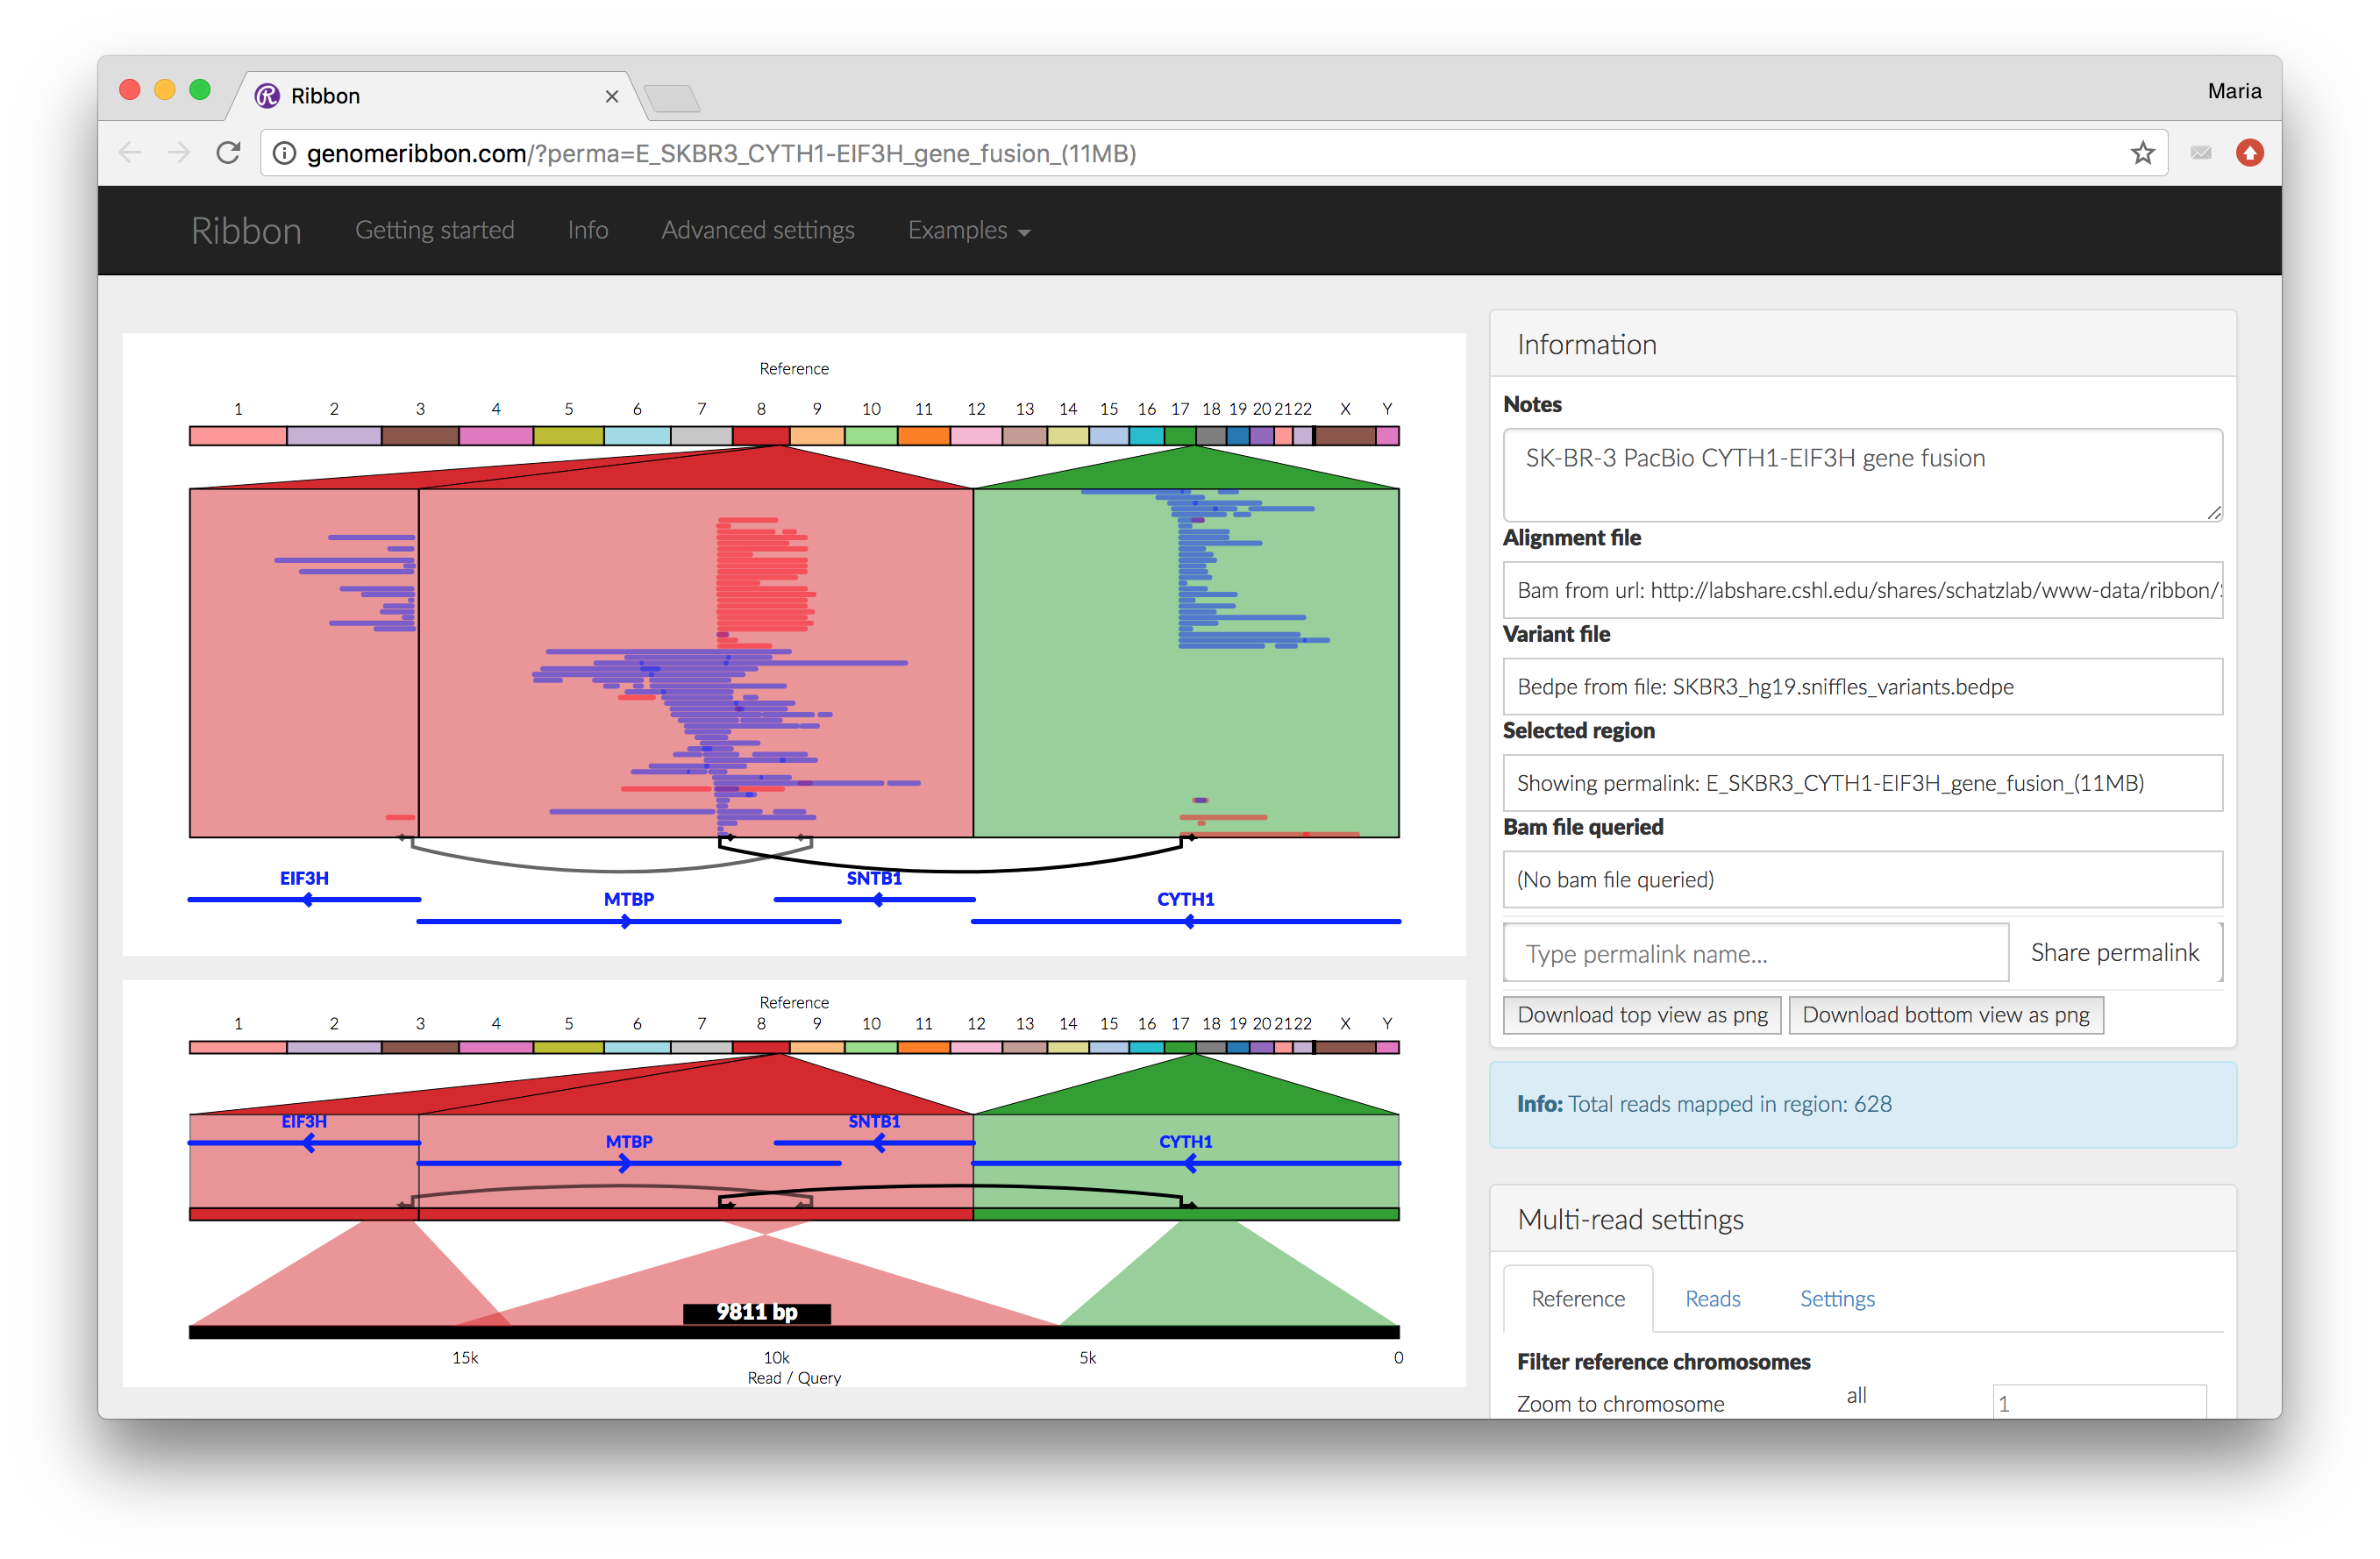 Ribbon
Maria
genomeribbon.com/?perma=E_SKBR3_CYTH1-EIF3H_gene_fusion_(11MB)
Ribbon Getting started Info Advanced settings Examples
Reference
1 2 3 4 5 6 7 8 9 10 11 12 13 14 15 16 17 18 19 20 21 22 X Y
EIF3H
MTBP
SNTB1
CYTH1
Reference
1 2 3 4 5 6 7 8 9 10 11 12 13 14 15 16 17 18 19 20 21 22 X Y
EIF3H
MTBP
SNTB1
CYTH1
9811 bp
15k 10k 5k 0
Read / Query
Information
Notes
SK-BR-3 PacBio CYTH1-EIF3H gene fusion
Alignment file
Bam from url: http://labshare.cshl.edu/shares/schatzlab/www-data/ribbon/
Variant file
Bedpe from file: SKBR3_hg19.sniffles_variants.bedpe
Selected region
Showing permalink: E_SKBR3_CYTH1-EIF3H_gene_fusion_(11MB)
Bam file queried
(No bam file queried)
Type permalink name... Share permalink
Download top view as png Download bottom view as png
Info: Total reads mapped in region: 628
Multi-read settings
Reference Reads Settings
Filter reference chromosomes
Zoom to chromosome all 1